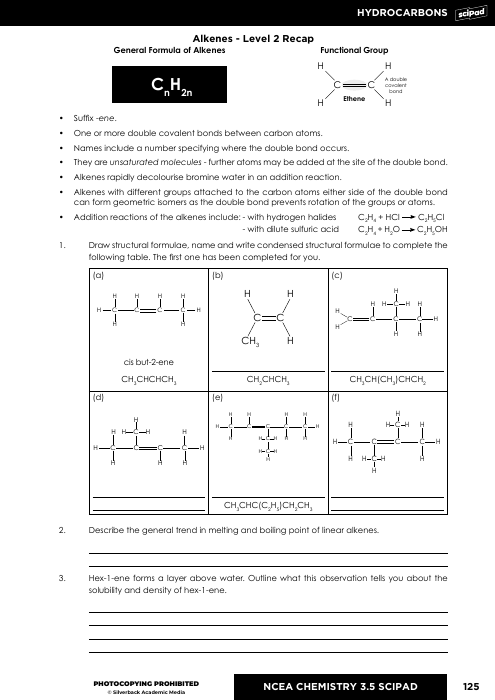 HYDROCARBONS scipad
Alkenes - Level 2 Recap
General Formula of Alkenes Functional Group
CnH2n
H H
C C
H H
A double
covalent
bond
Ethene
• Suffix -ene.
• One or more double covalent bonds between carbon atoms.
• Names include a number specifying where the double bond occurs.
• They are unsaturated molecules - further atoms may be added at the site of the double bond.
• Alkenes rapidly decolourise bromine water in an addition reaction.
• Alkenes with different groups attached to the carbon atoms either side of the double bond
can form geometric isomers as the double bond prevents rotation of the groups or atoms.
• Addition reactions of the alkenes include: - with hydrogen halides C2H4 + HCl → C2H5Cl
- with dilute sulfuric acid C2H4 + H2O → C2H5OH
1. Draw structural formulae, name and write condensed structural formulae to complete the
following table. The first one has been completed for you.
(a) (b) (c)
H H H H
H C C C C H
H H
cis but-2-ene
CH3CHCHCH3
H H
C C
CH3 H
CH2CHCH3
H
H H C H H
H C C C C H
H H H
CH3CH(CH3)CHCH2
(d) (e) (f)
H
H H C H H
H C C C C H
H H H
H H H H
H C C C C C H
H H C H H H
H C H
H
CH3CHC(C2H5)CH2CH3
H
H H C H H
H C C C C H
H H C H H
H
2. Describe the general trend in melting and boiling point of linear alkenes.
3. Hex-1-ene forms a layer above water. Outline what this observation tells you about the
solubility and density of hex-1-ene.
PHOTOCOPYING PROHIBITED
© Silverback Academic Media
NCEA CHEMISTRY 3.5 SCIPAD 125